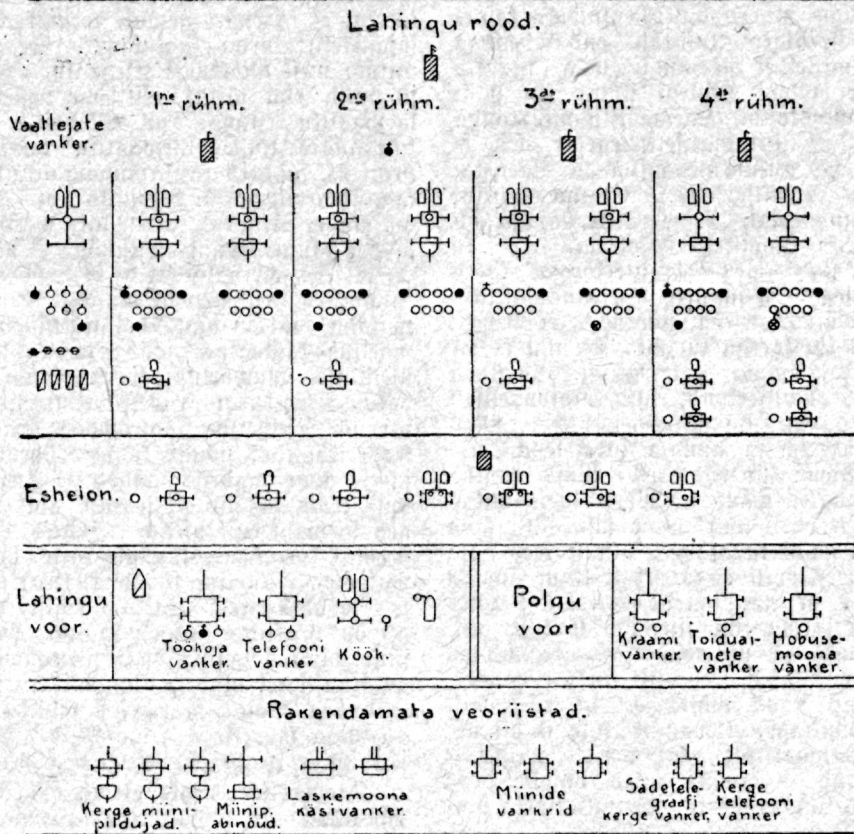 Lahingu rood.
1ne rühm.
2ne rühm.
3das rühm.
4das rühm.
Vaatlejate
vanker.
Eshelon.
Lahingu
voor.
Töökoja
vanker
Telefooni
vanker
Köök.
Polgu
voor
Kraami
vanker.
Toiduai-
nete
vanker.
Hobuse-
moona
vanker.
Rakendamata veoriistad.
Kerge miini-
pildujad.
Miinip.
abinõud.
Laskemoona
käsivanker.
Miinide
vankrid
Sädetele-
graafi
kerge vanker,
Kerge
telefooni
vanker